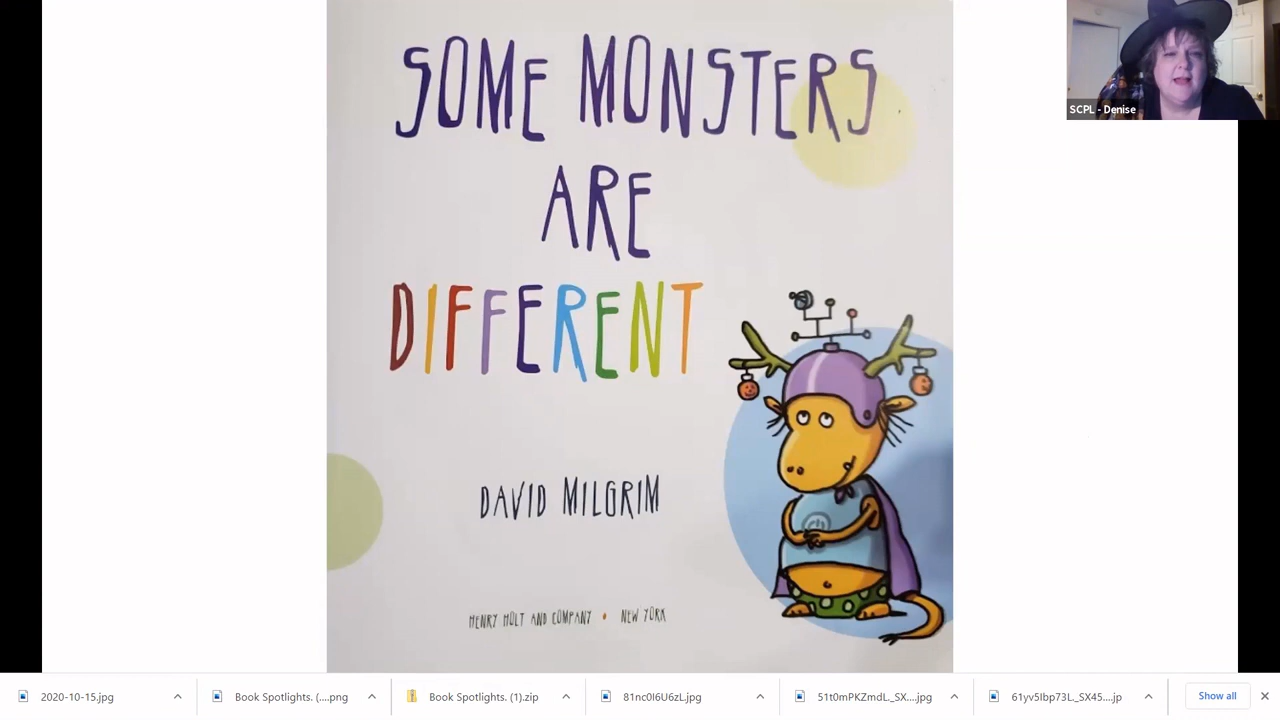 SOME MONSTERS
ARE
DIFFERENT
DAVID MILGRIM
HENRY HOLT AND COMPANY • NEW YORK
SCPL - Denise
2020-10-15.jpg
Book Spotlights. (....png
Book Spotlights. (1).zip
81nc0I6U6zL.jpg
51t0mPKZmdL._SX....jpg
61yv5Ibp73L._SX45....jp
Show all